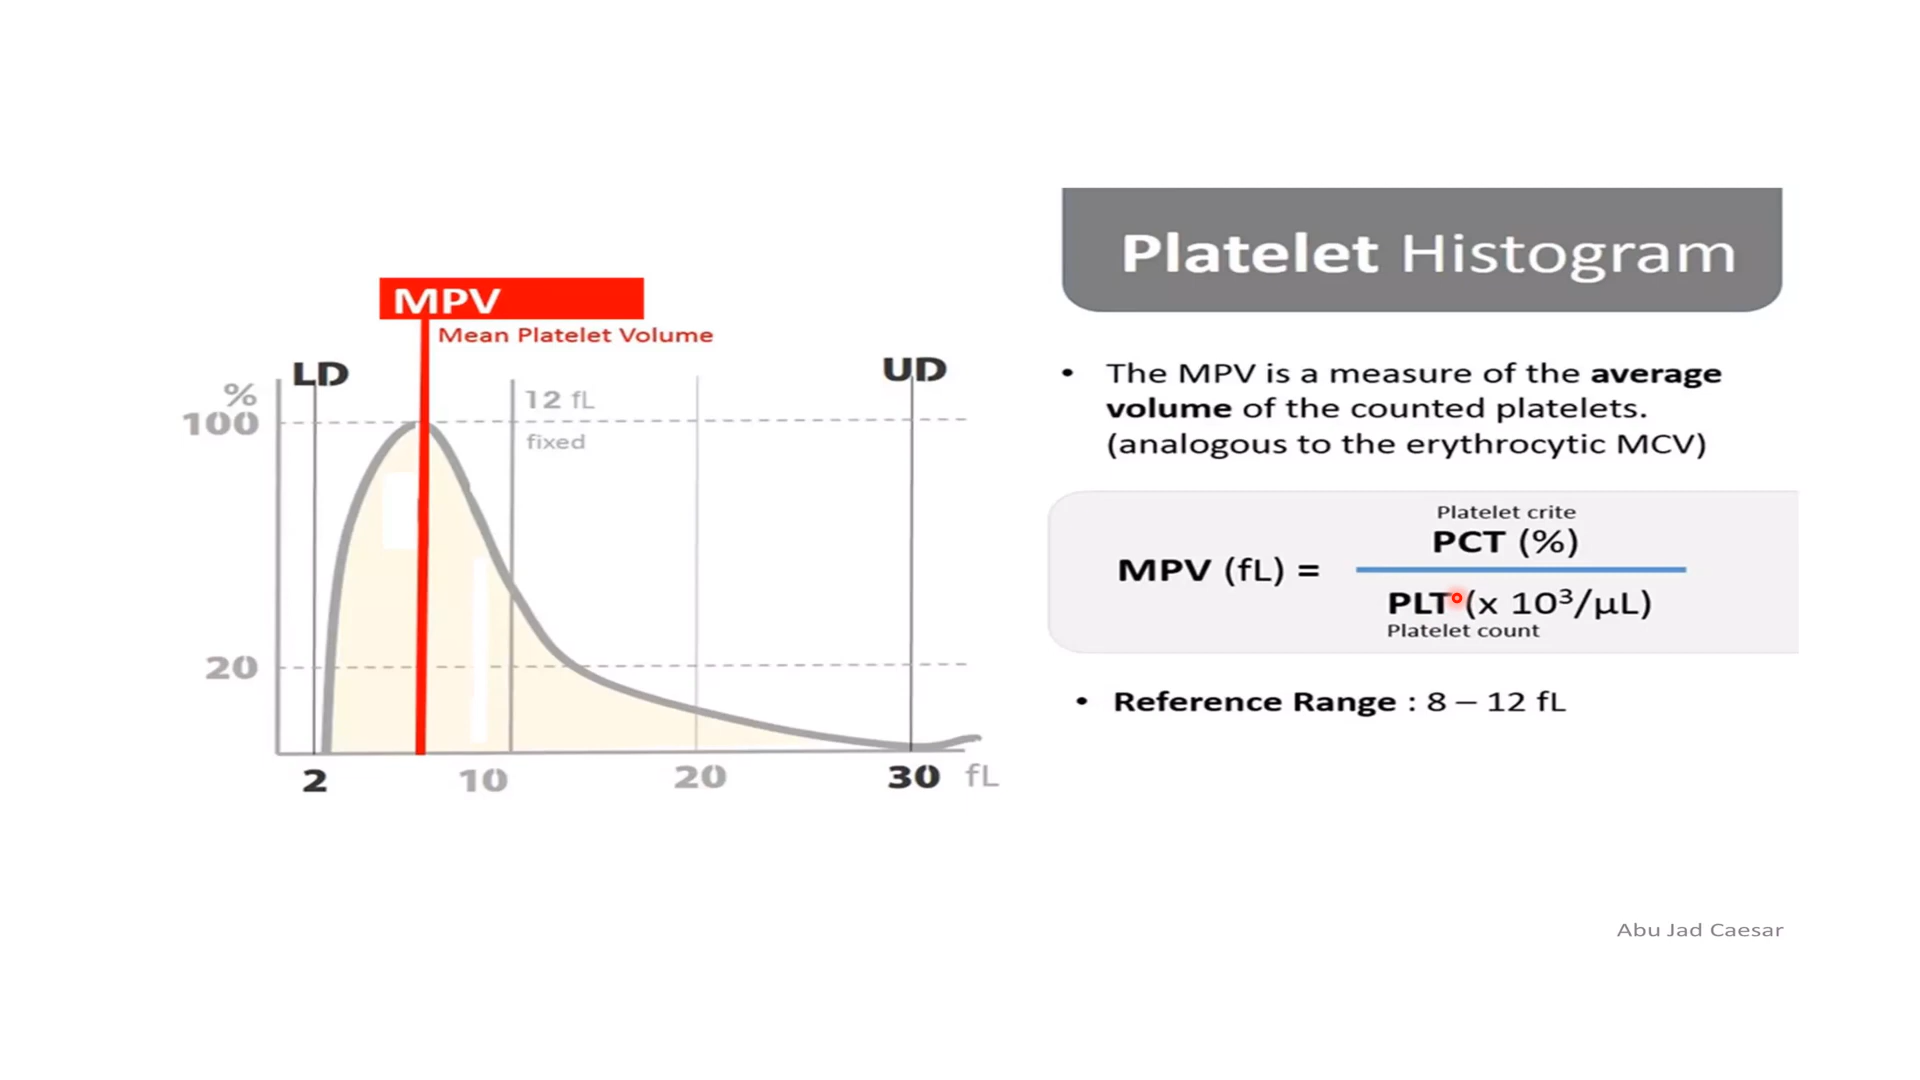 MPV
Mean Platelet Volume
LD
UD
%
100
12 fL
fixed
20
2
10
20
30
fL
Platelet Histogram
• The MPV is a measure of the average
volume of the counted platelets.
(analogous to the erythrocytic MCV)
Platelet crite
PCT (%)
MPV (fL) =
PLT (x 10³/µL)
Platelet count
• Reference Range : 8 – 12 fL
Abu Jad Caesar